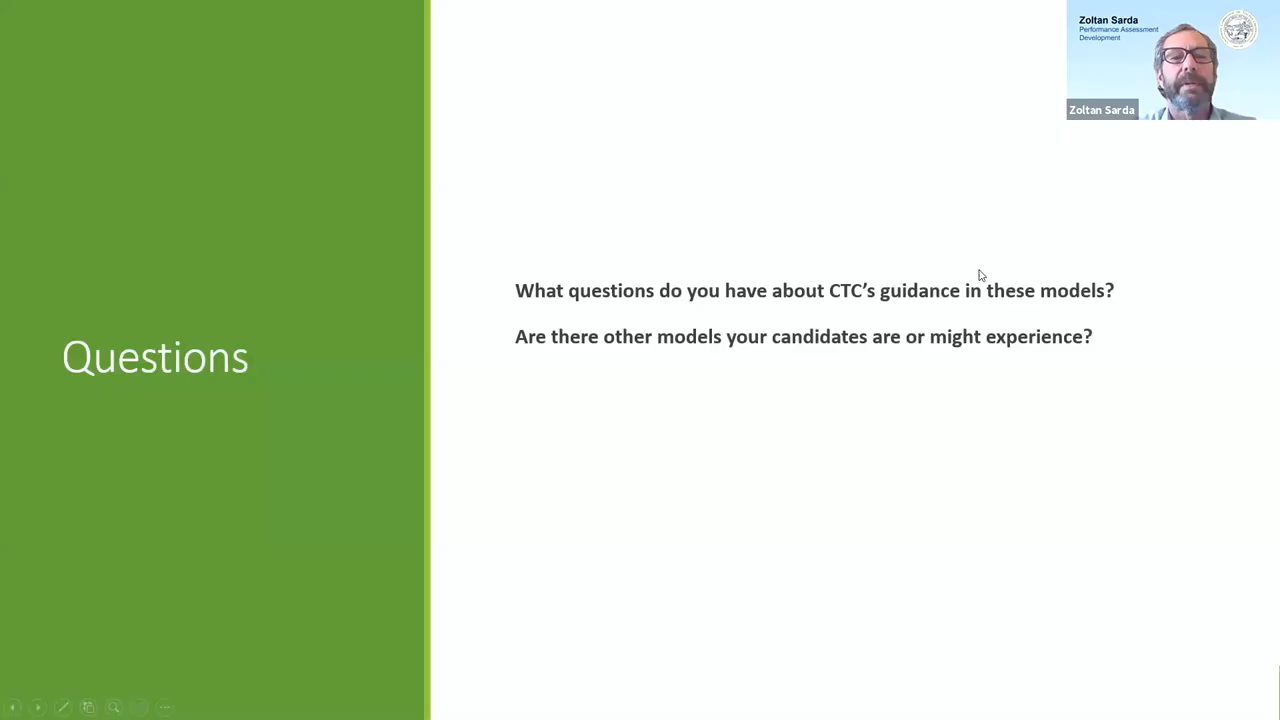 Zoltan Sarda
Performance Assessment
Development
Zoltan Sarda
What questions do you have about CTC’s guidance in these models?
Are there other models your candidates are or might experience?
Questions